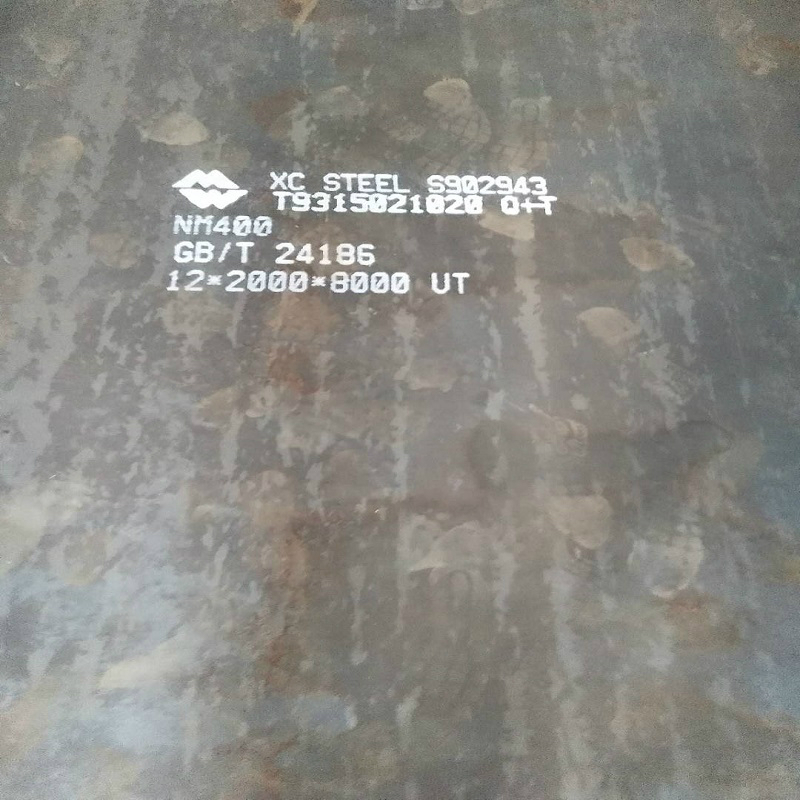 XC STEEL S902943
T9315021020 Q+T
NM400
GB/T 24186
12*2000*8000 UT